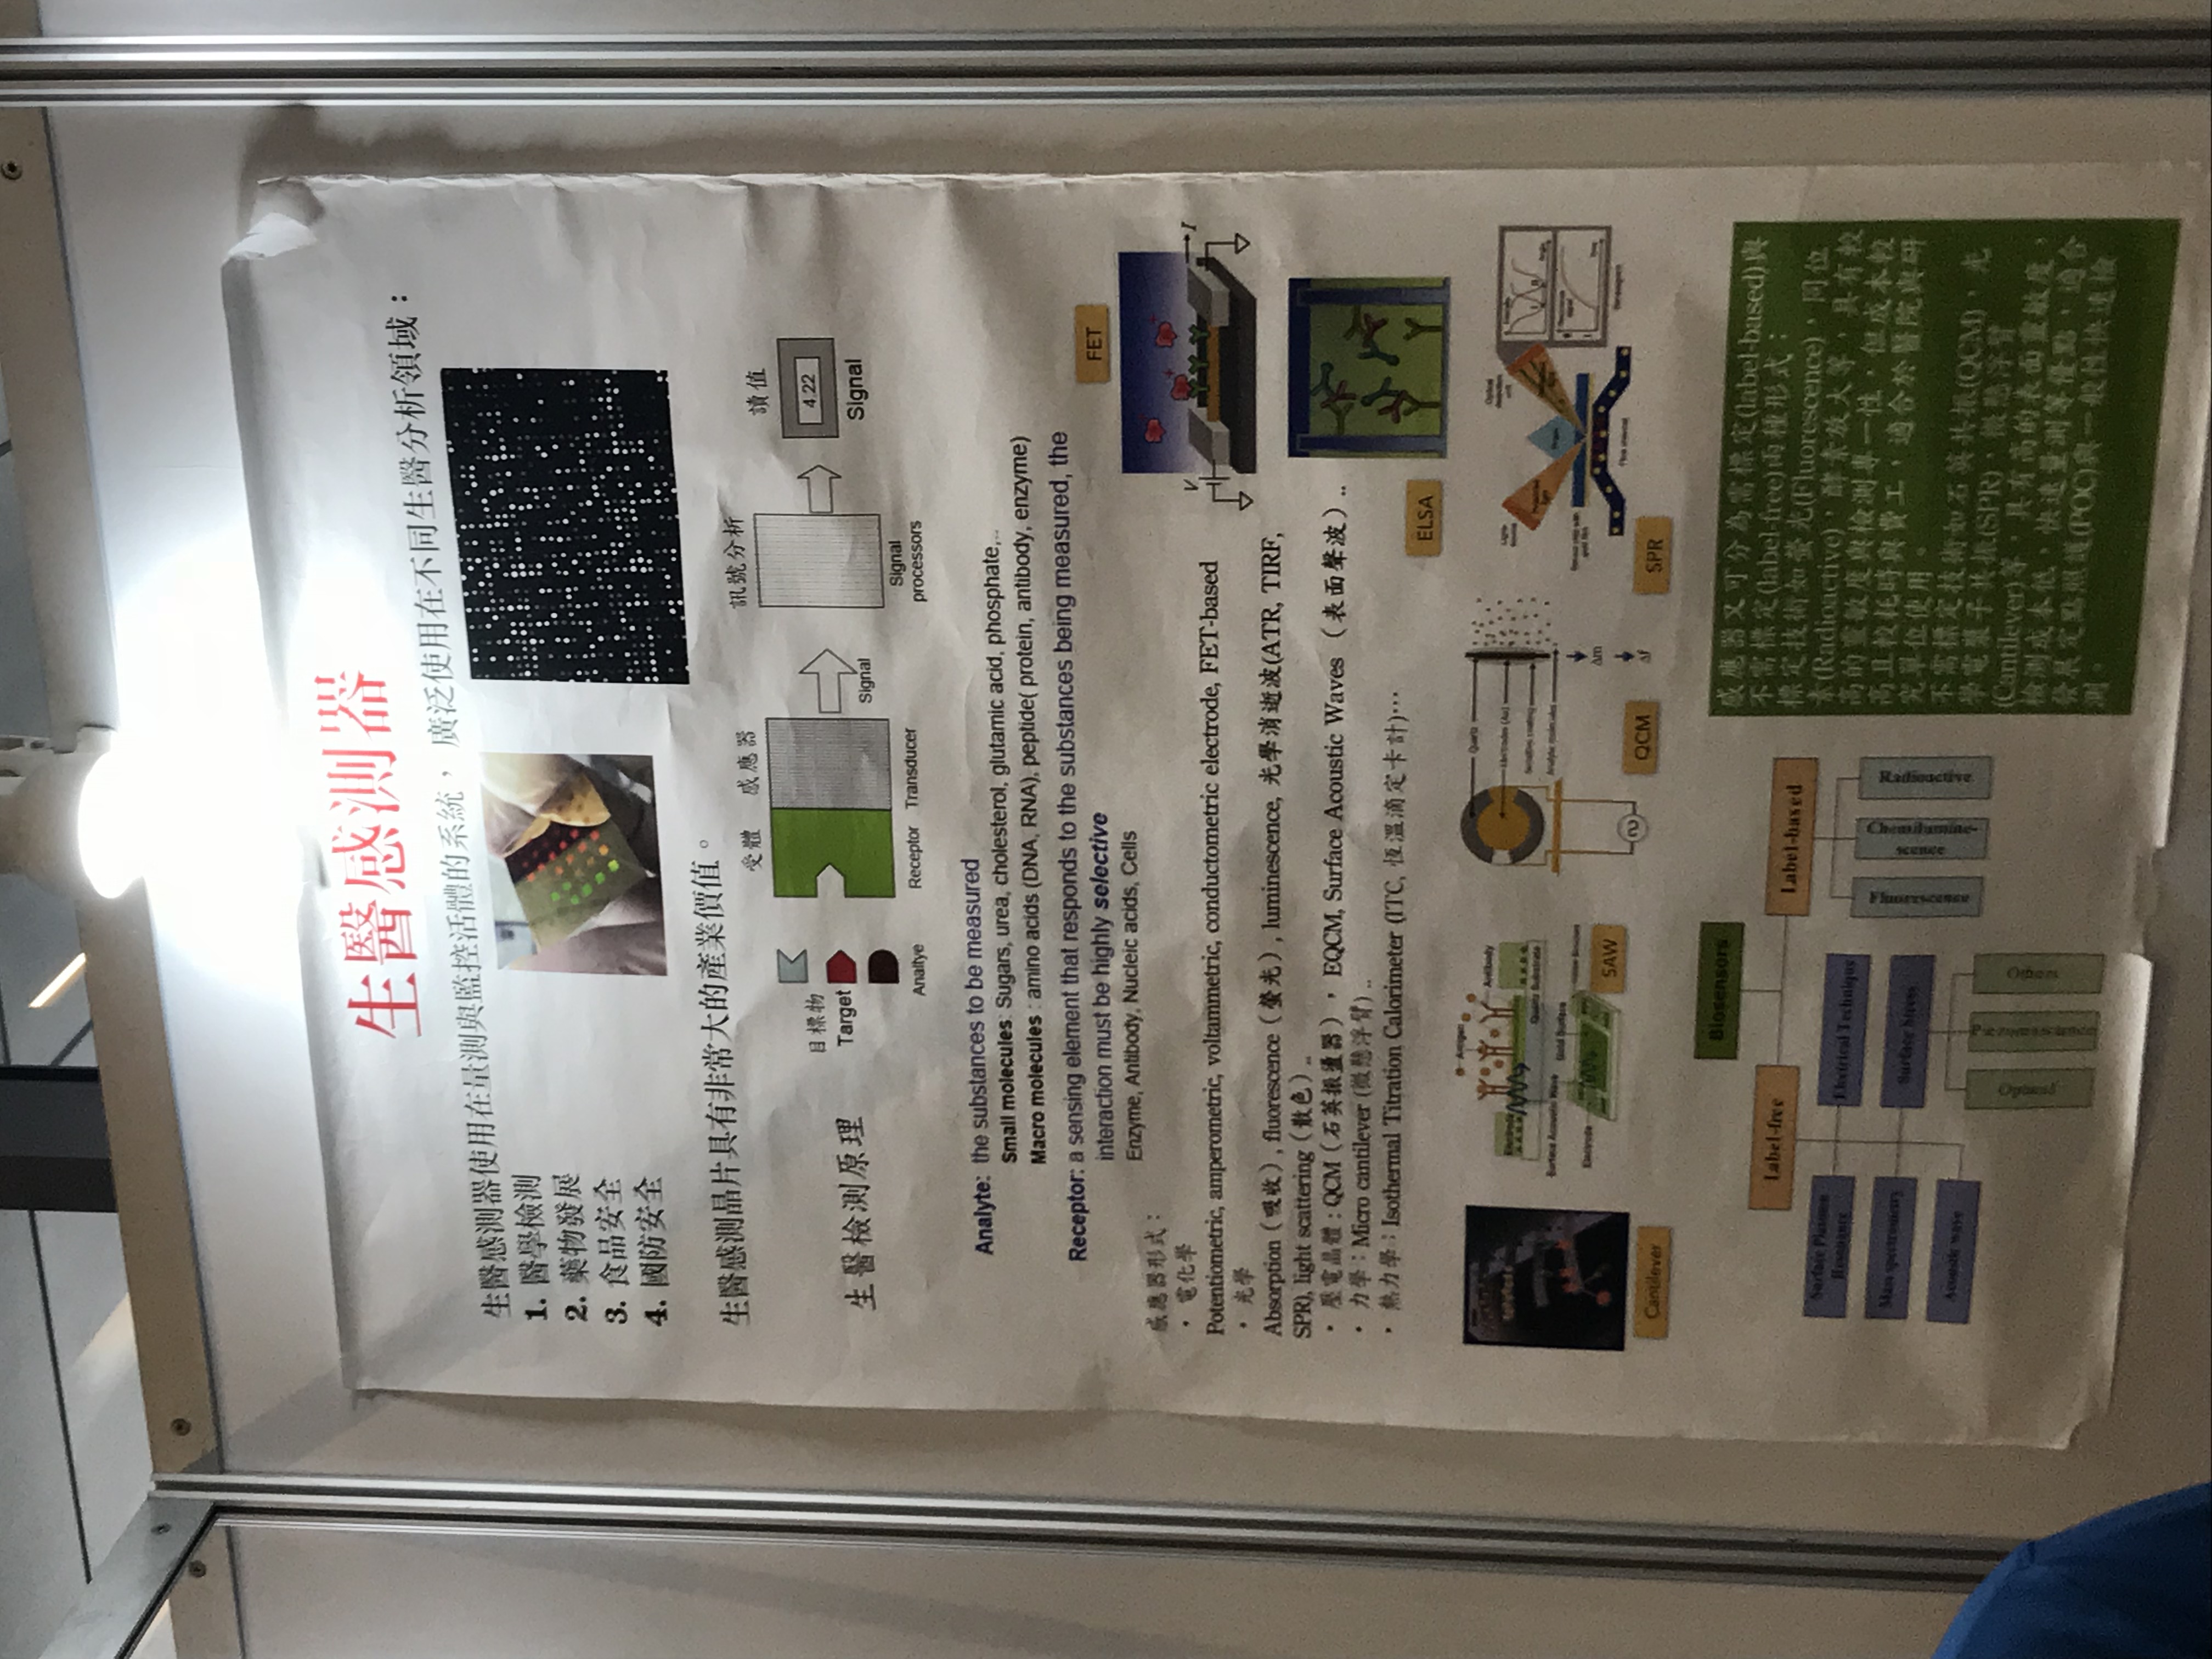 生醫感測器
生醫感測器使用在量測與監控活體的系統， 廣泛使用在不同生醫分析領域：
1. 醫學檢測
2. 藥物發展
3. 食品安全
4. 國防安全
生醫感測晶片具有非常大的產業價值。
受體 感應器 訊號分析 讀值
目標物
Target
4.22
生醫檢測原理
Signal
Signal
Analtye Receptor Transducer
Signal
processors
Analyte: the substances to be measured
Small molecules: Sugars, urea, cholesterol, glutamic acid, phosphate,..
Macro molecules : amino acids (DNA, RNA), peptide( protein, antibody, enzyme)
Receptor: a sensing element that responds to the substances being measured, the
interaction must be highly selective
Enzyme, Antibody, Nucleic acids, Cells
FET
V
I
感應器形式：
・ 電化學
Potentiometric, amperometric, voltammetric, conductometric electrode, FET-based
・ 光學
Absorption（吸收）, fluorescence（螢光）, luminescence, 光學消逝波(ATR, TIRF,
SPR), light scattering（散色）..
・ 壓電晶體 : QCM（石英振盪器）， EQCM, Surface Acoustic Waves （表面聲波）..
・ 力學：Micro cantilever (微懸浮臂) ..
・ 熱力學：Isothermal Titration Calorimeter (ITC, 恆溫滴定卡計)⋯
ELSA
Cantilever
Antigen
Antibody
Electrode
Quartz Substrate
Surface Acoustic Wave
Gold Surface
Electrode
SAW
Quartz
Electrodes (Au)
Sensitive coating
Analyte molecules
Δm
Δf
QCM
Light-
source
Optical
detection
unit
Polarized
light
Prism
Sensor chip with
gold film
Flow channel
SPR
Biosensors
Label-free
Label-based
Surface Plasmon
Resonance
Electrical Technique
Mass spectrometry
Surface Stress
Acoustic wave
Fluorescence
Chemilumine-
scence
Radioactive
Optical
Piezoresistance
Others
感應器又可分為需標定(label-based)與
不需標定(label-free)兩種形式：
標定技術如螢光(Fluorescence)，同位
素(Radioactive)，酵素放大等，具有較
高的靈敏度與檢測專一性，但成本較
高且較耗時與費工，適合於醫院與研
究單位使用。
不需標定技術如石英共振(QCM)，光
學電漿子共振(SPR)，微懸浮臂
(Cantilever)等，具有高的表面靈敏度，
檢測成本低，快速量測等優點，適合
發展定點照護(POC)與一般性快速檢
測。